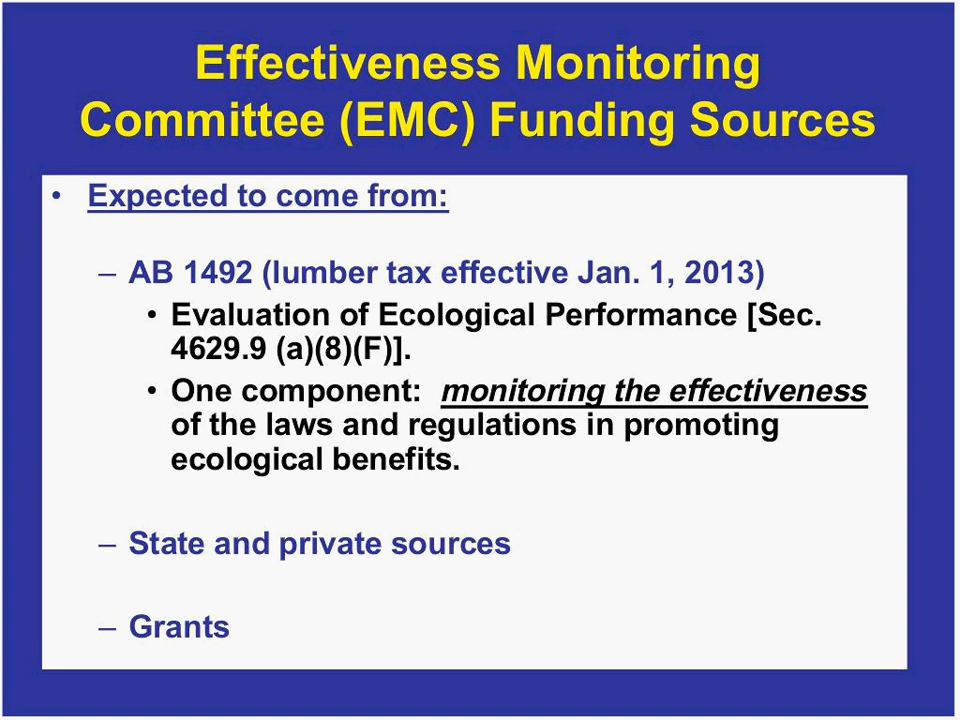 Effectiveness Monitoring
Committee (EMC) Funding Sources
• Expected to come from:
– AB 1492 (lumber tax effective Jan. 1, 2013)
• Evaluation of Ecological Performance [Sec.
4629.9 (a)(8)(F)].
• One component: monitoring the effectiveness
of the laws and regulations in promoting
ecological benefits.
– State and private sources
– Grants